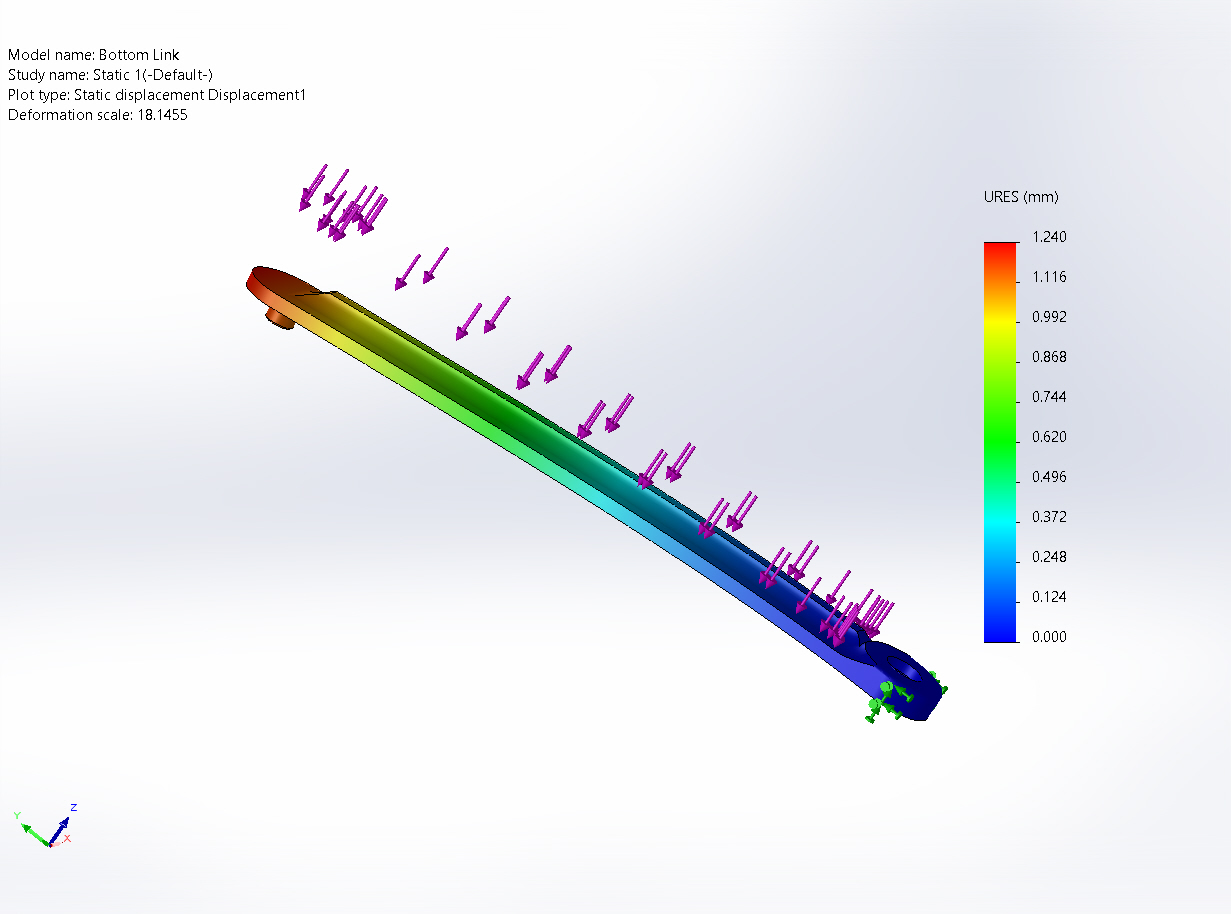 Model name: Bottom Link
Study name: Static 1(-Default-)
Plot type: Static displacement Displacement1
Deformation scale: 18.1455
URES (mm)
1.240
1.116
0.992
0.868
0.744
0.620
0.496
0.372
0.248
0.124
0.000
Z
Y
X